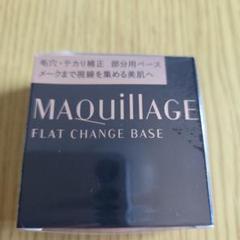 毛穴・テカリ補正 部分用ベース
メークまで視線を集める美肌へ
MAQuillAGE
FLAT CHANGE BASE